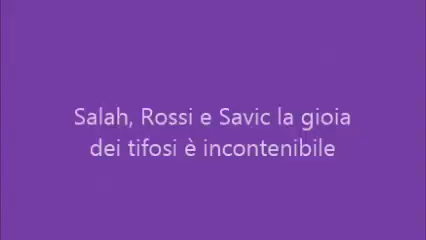 Salah, Rossi e Savic la gioia
dei tifosi è incontenibile